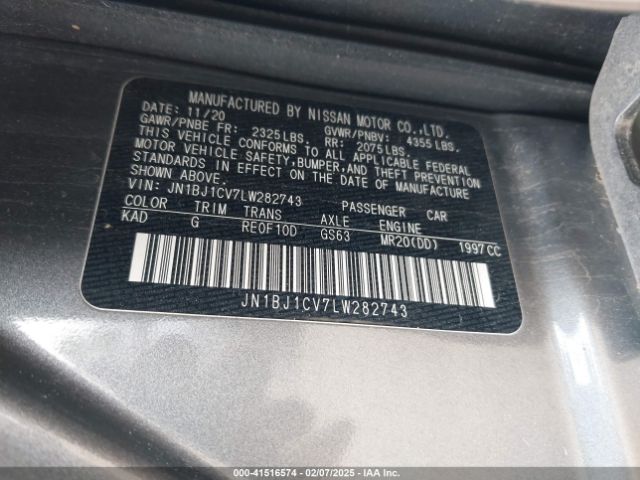 MANUFACTURED BY NISSAN MOTOR CO.,LTD.
DATE: 11/20 GVWR/PNBV: 4355LBS.
GAWR/PNBE FR: 2325LBS. RR: 2075LBS.
THIS VEHICLE CONFORMS TO ALL APPLICABLE FEDERAL
MOTOR VEHICLE SAFETY,BUMPER,AND THEFT PREVENTION
STANDARDS IN EFFECT ON THE DATE OF MANUFACTURE
SHOWN ABOVE.
VIN: JN1BJ1CV7LW282743 PASSENGER CAR
COLOR TRIM TRANS AXLE ENGINE
KAD G RE0F10D GS63 MR20(DD) 1997CC
JN1BJ1CV7LW282743
000-41516574 — 02/07/2025 — IAA Inc.